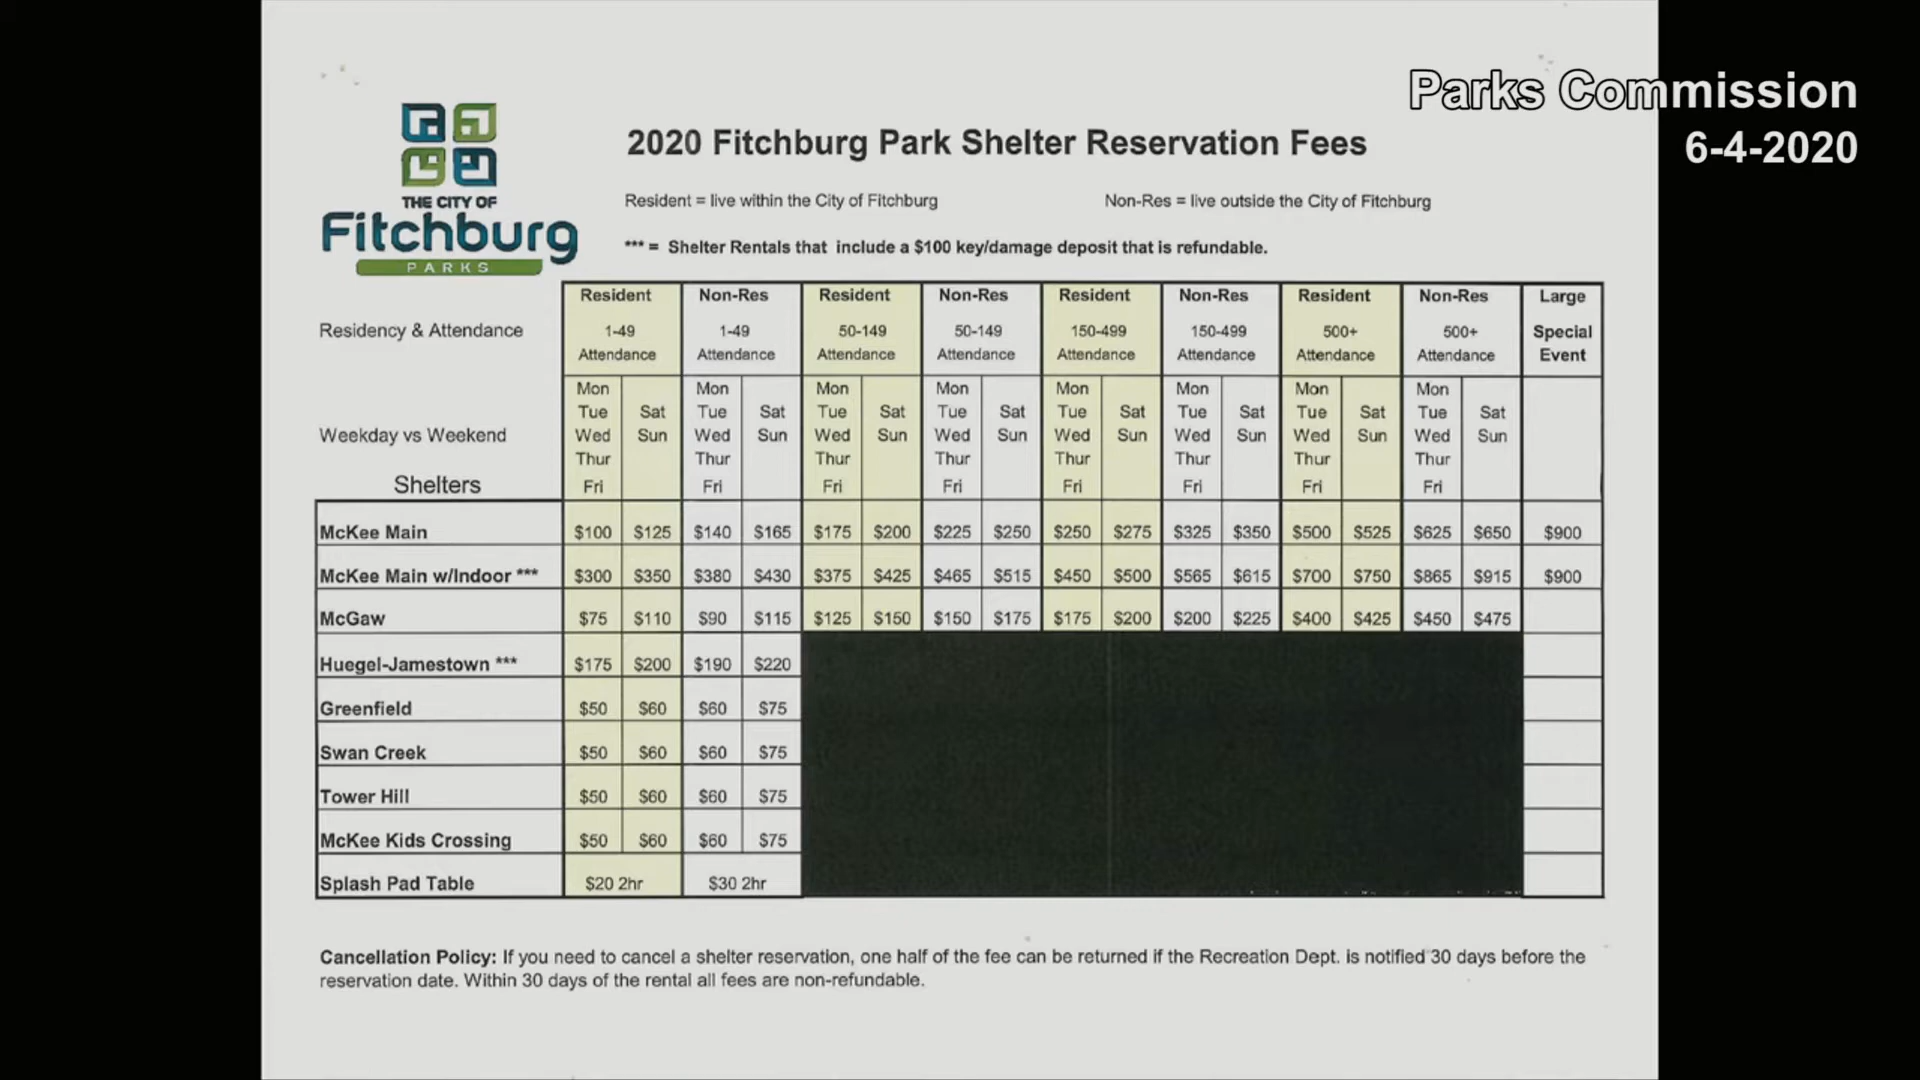 Parks Commission
6-4-2020
THE CITY OF
Fitchburg
PARKS
2020 Fitchburg Park Shelter Reservation Fees
Resident = live within the City of Fitchburg Non-Res = live outside the City of Fitchburg
*** = Shelter Rentals that include a $100 key/damage deposit that is refundable.
Resident Non-Res Resident Non-Res Resident Non-Res Resident Non-Res Large
Residency & Attendance 1-49 1-49 50-149 50-149 150-499 150-499 500+ 500+ Special
Attendance Attendance Attendance Attendance Attendance Attendance Attendance Attendance Event
Mon Mon Mon Mon Mon Mon Mon Mon
Tue Sat Tue Sat Tue Sat Tue Sat Tue Sat Tue Sat Tue Sat Tue Sat
Weekday vs Weekend Wed Sun Wed Sun Wed Sun Wed Sun Wed Sun Wed Sun Wed Sun Wed Sun
Thur Thur Thur Thur Thur Thur Thur Thur
Shelters Fri Fri Fri Fri Fri Fri Fri Fri
McKee Main $100 $125 $140 $165 $175 $200 $225 $250 $250 $275 $325 $350 $500 $525 $625 $650 $900
McKee Main w/Indoor *** $300 $350 $380 $430 $375 $425 $465 $515 $450 $500 $565 $615 $700 $750 $865 $915 $900
McGaw $75 $110 $90 $115 $125 $150 $150 $175 $175 $200 $200 $225 $400 $425 $450 $475
Huegel-Jamestown *** $175 $200 $190 $220
Greenfield $50 $60 $60 $75
Swan Creek $50 $60 $60 $75
Tower Hill $50 $60 $60 $75
McKee Kids Crossing $50 $60 $60 $75
Splash Pad Table $20 2hr $30 2hr
Cancellation Policy: If you need to cancel a shelter reservation, one half of the fee can be returned if the Recreation Dept. is notified 30 days before the
reservation date. Within 30 days of the rental all fees are non-refundable.